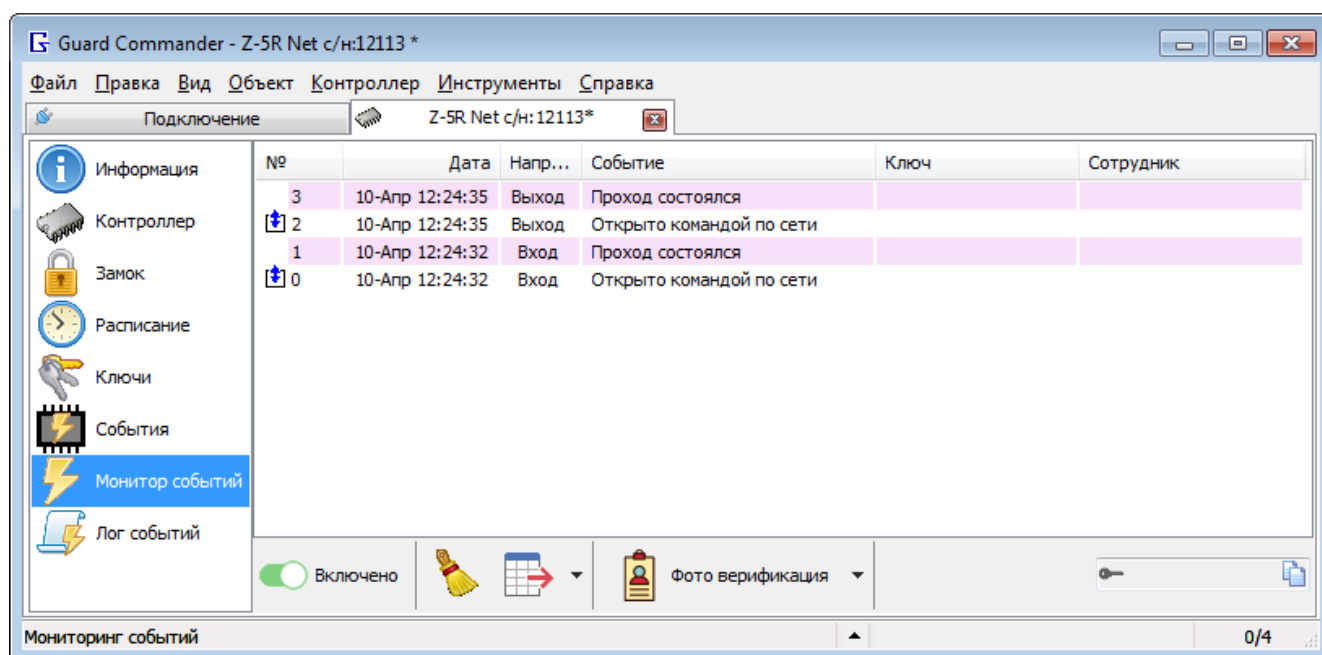 Guard Commander - Z-5R Net с/н:12113 *
Файл Правка Вид Объект Контроллер Инструменты Справка
Подключение Z-5R Net с/н:12113*
Информация
Контроллер
Замок
Расписание
Ключи
События
Монитор событий
Лог событий
№ Дата Напр... Событие Ключ Сотрудник
3 10-Апр 12:24:35 Выход Проход состоялся
2 10-Апр 12:24:35 Выход Открыто командой по сети
1 10-Апр 12:24:32 Вход Проход состоялся
0 10-Апр 12:24:32 Вход Открыто командой по сети
Включено Фото верификация
Мониторинг событий 0/4